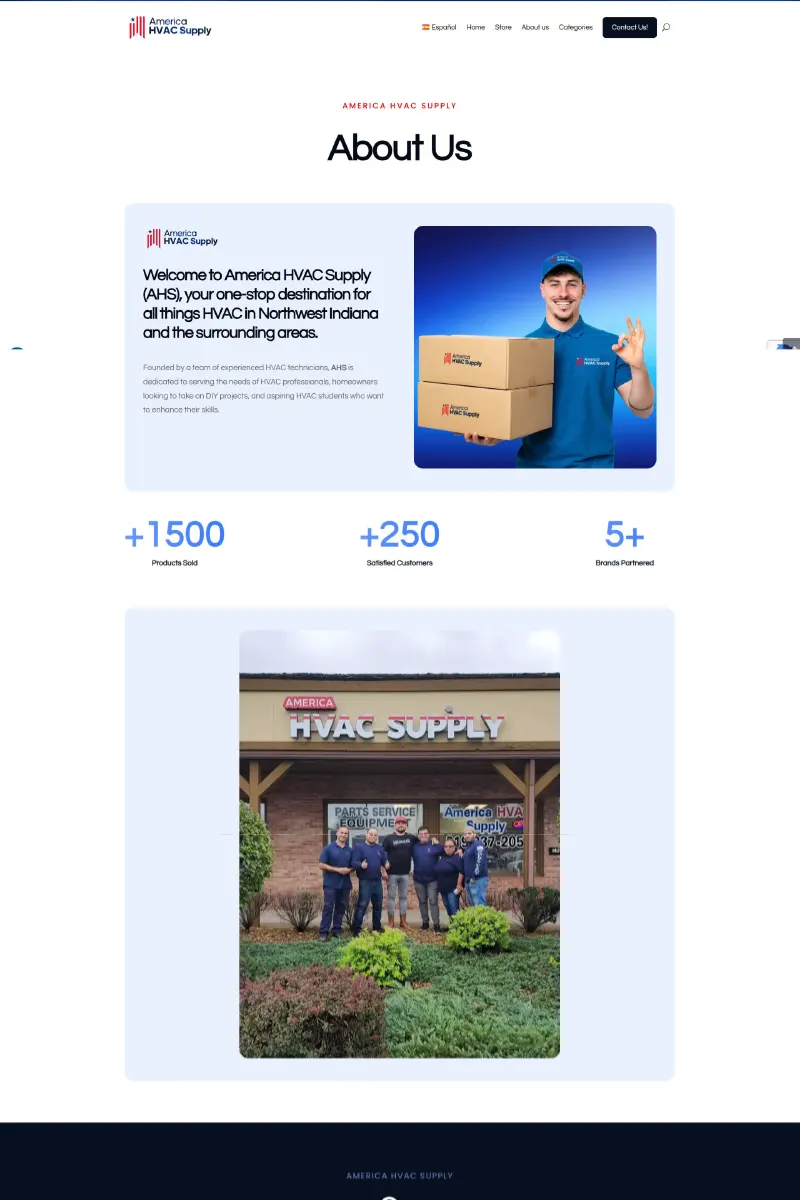 America
HVAC Supply
Español Home Store About us Categories Contact Us!
AMERICA HVAC SUPPLY
About Us
America
HVAC Supply
Welcome to America HVAC Supply
(AHS), your one-stop destination for
all things HVAC in Northwest Indiana
and the surrounding areas.
Founded by a team of experienced HVAC technicians, AHS is
dedicated to serving the needs of HVAC professionals, homeowners
looking to take on DIY projects, and aspiring HVAC students who want
to enhance their skills.
America
HVAC Supply
America
HVAC Supply
America
HVAC Supply
+1500
Products Sold
+250
Satisfied Customers
5+
Brands Partnered
AMERICA
HVAC SUPPLY
PARTS SERVICE
EQUIPMENT
America HVA
Supply
AMERICA HVAC SUPPLY